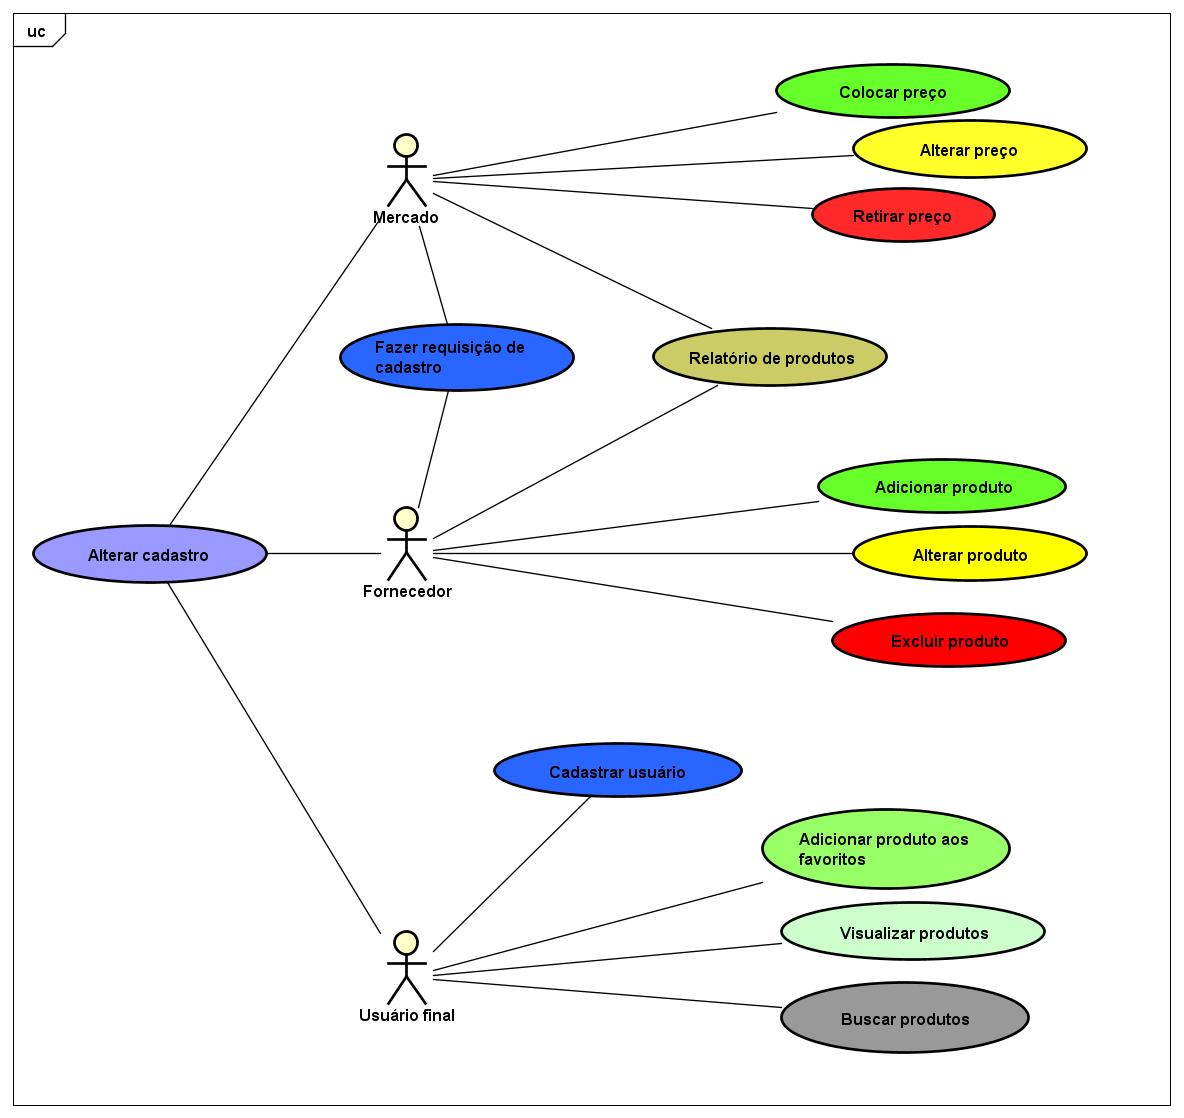 uc
Colocar preço
Alterar preço
Mercado
Retirar preço
Fazer requisição de
cadastro
Relatório de produtos
Adicionar produto
Alterar cadastro
Alterar produto
Fornecedor
Excluir produto
Cadastrar usuário
Adicionar produto aos
favoritos
Visualizar produtos
Usuário final
Buscar produtos